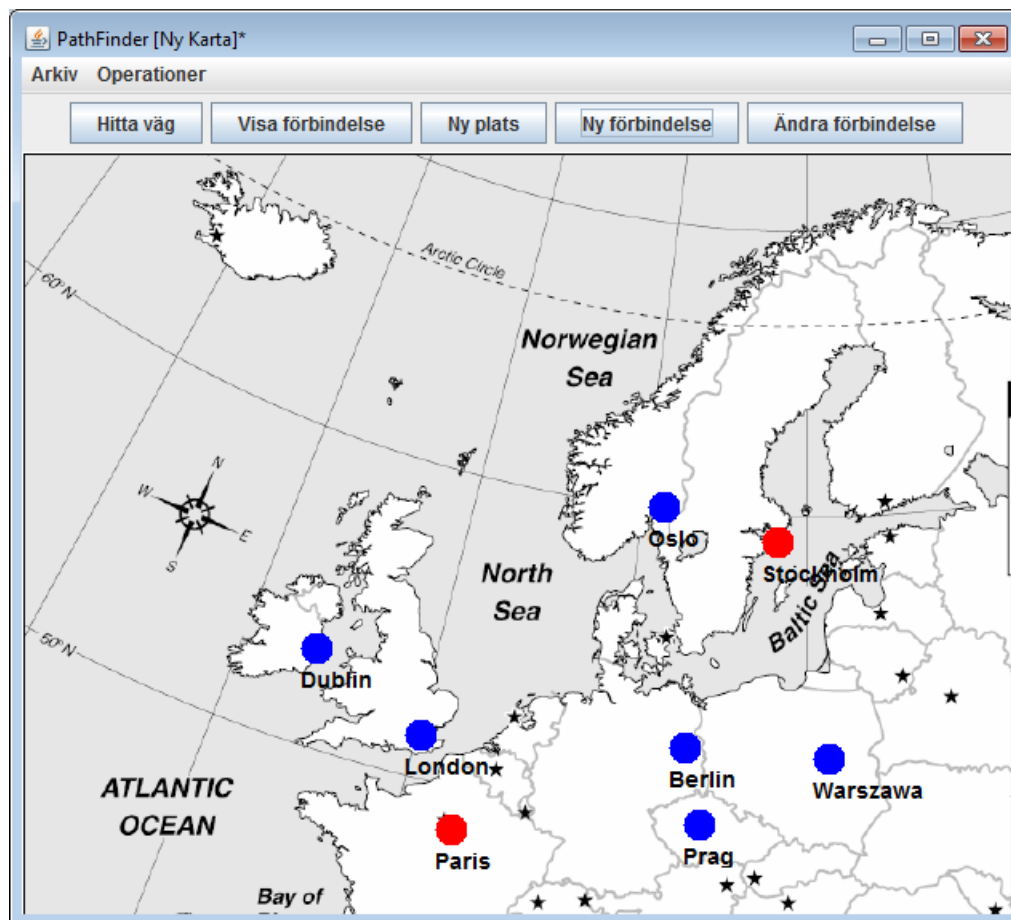 PathFinder [Ny Karta]*
Arkiv Operationer
Hitta väg Visa förbindelse Ny plats Ny förbindelse Ändra förbindelse
Arctic Circle
60°N
Norwegian
Sea
N
W
E
S
Oslo
Stockholm
North
Sea
Baltic Sea
50°N
Dublin
London
Berlin
Warszawa
ATLANTIC
OCEAN
Paris
Prag
Bay of